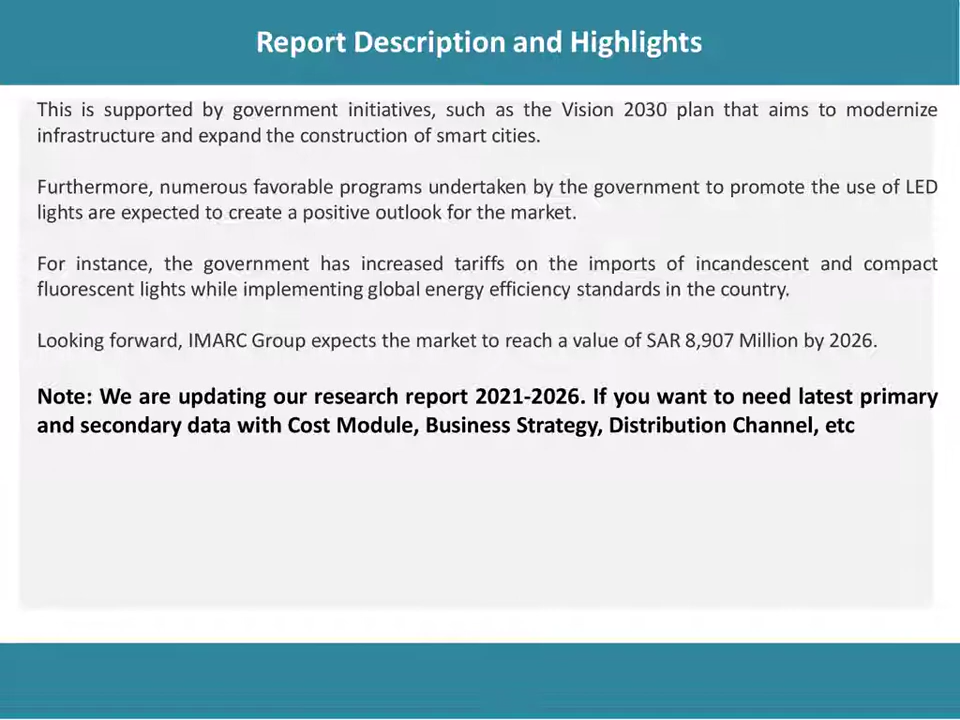 Report Description and Highlights
This is supported by government initiatives, such as the Vision 2030 plan that aims to modernize
infrastructure and expand the construction of smart cities.
Furthermore, numerous favorable programs undertaken by the government to promote the use of LED
lights are expected to create a positive outlook for the market.
For instance, the government has increased tariffs on the imports of incandescent and compact
fluorescent lights while implementing global energy efficiency standards in the country.
Looking forward, IMARC Group expects the market to reach a value of SAR 8,907 Million by 2026.
Note: We are updating our research report 2021-2026. If you want to need latest primary
and secondary data with Cost Module, Business Strategy, Distribution Channel, etc